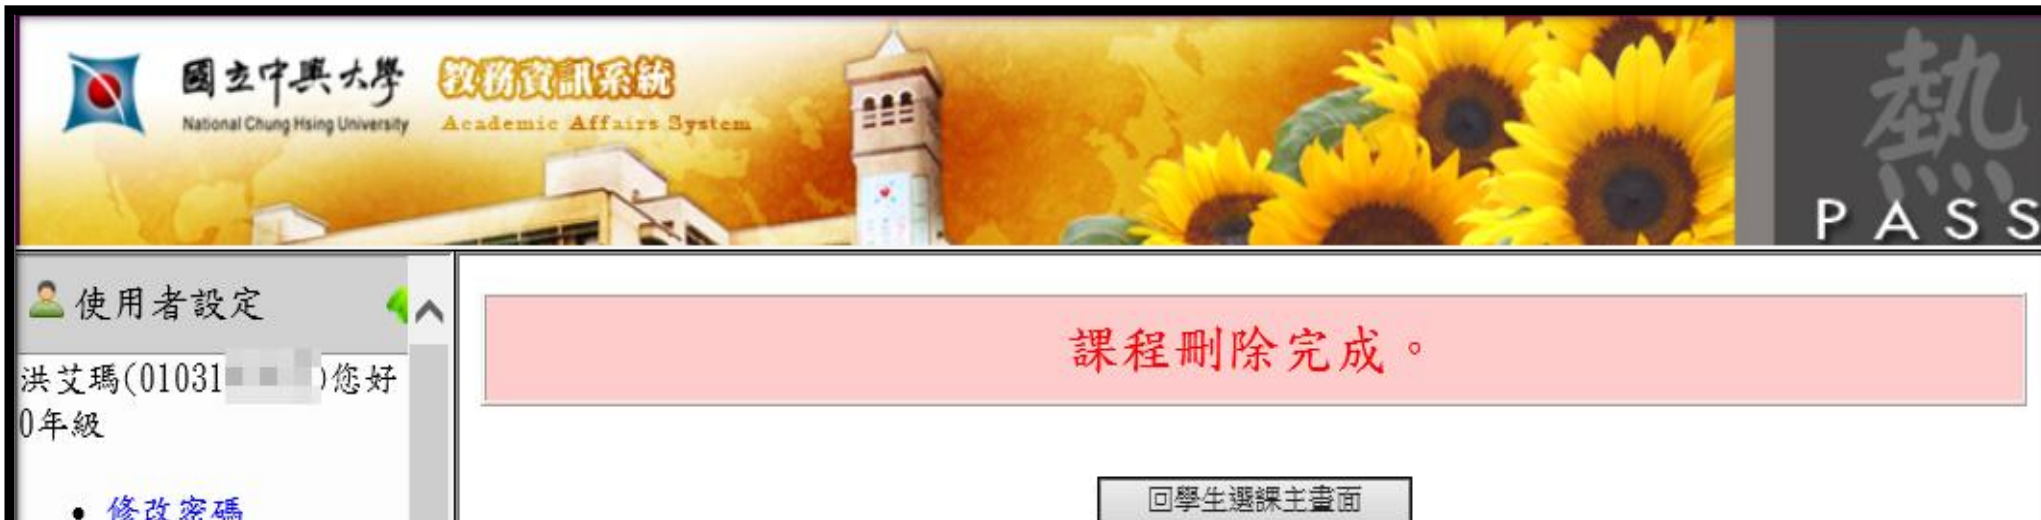 國立中興大學
National Chung Hsing University
教務資訊系統
Academic Affairs System
熱
PASS
使用者設定
洪艾瑪(01031 )您好
0年級
• 修改密碼
課程刪除完成。
回學生選課主畫面